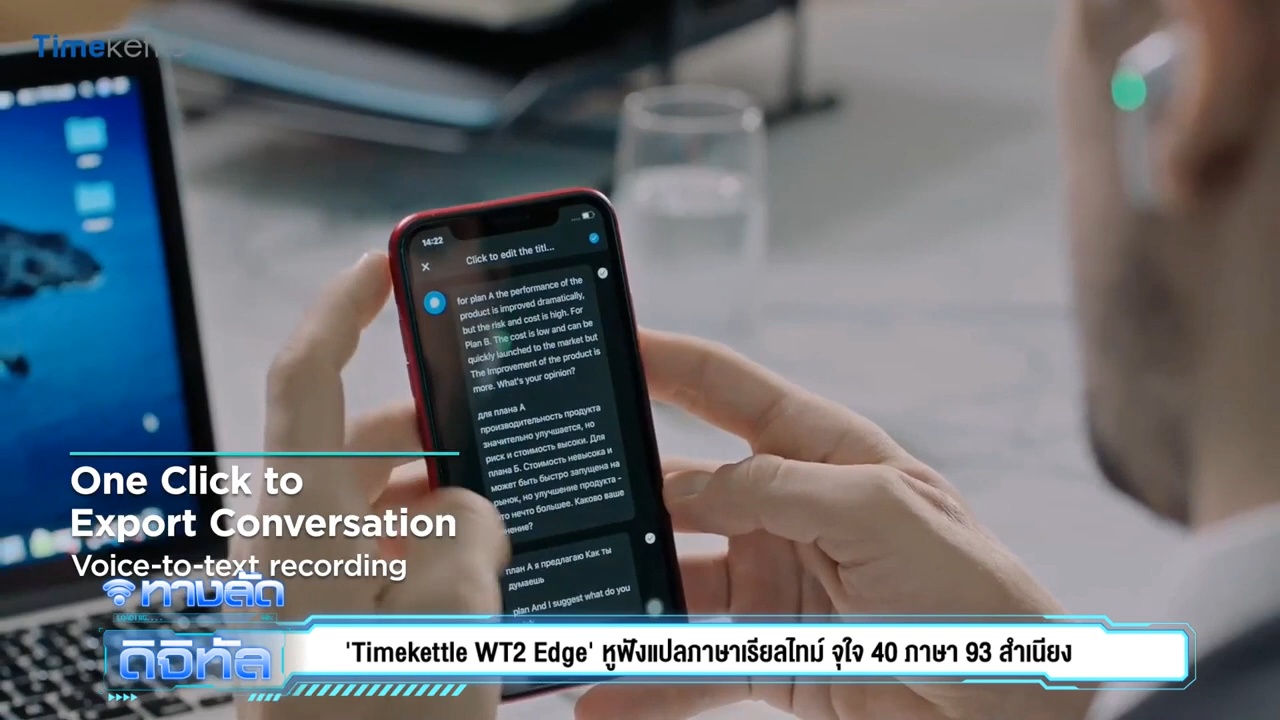 Timeke
14:22
Click to edit the titl...
for plan A the performance of the
product is improved dramatically,
but the risk and cost is high. For
Plan B. The cost is low and can be
quickly launched to the market but
The Improvement of the product is
more. What's your opinion?
для плана А
производительность продукта
значительно улучшается, но
риск и стоимость высоки. Для
плана Б. Стоимость невысока и
может быть быстро запущена на
рынок, но улучшение продукта -
нечто большее. Каково ваше
план А я предлагаю Как ты
думаешь
plan And I suggest what do you
One Click to
Export Conversation
Voice-to-text recording
ทางลัด
ดิจิทัล
'Timekettle WT2 Edge' หูฟังแปลภาษาเรียลไทม์ จุใจ 40 ภาษา 93 สำเนียง